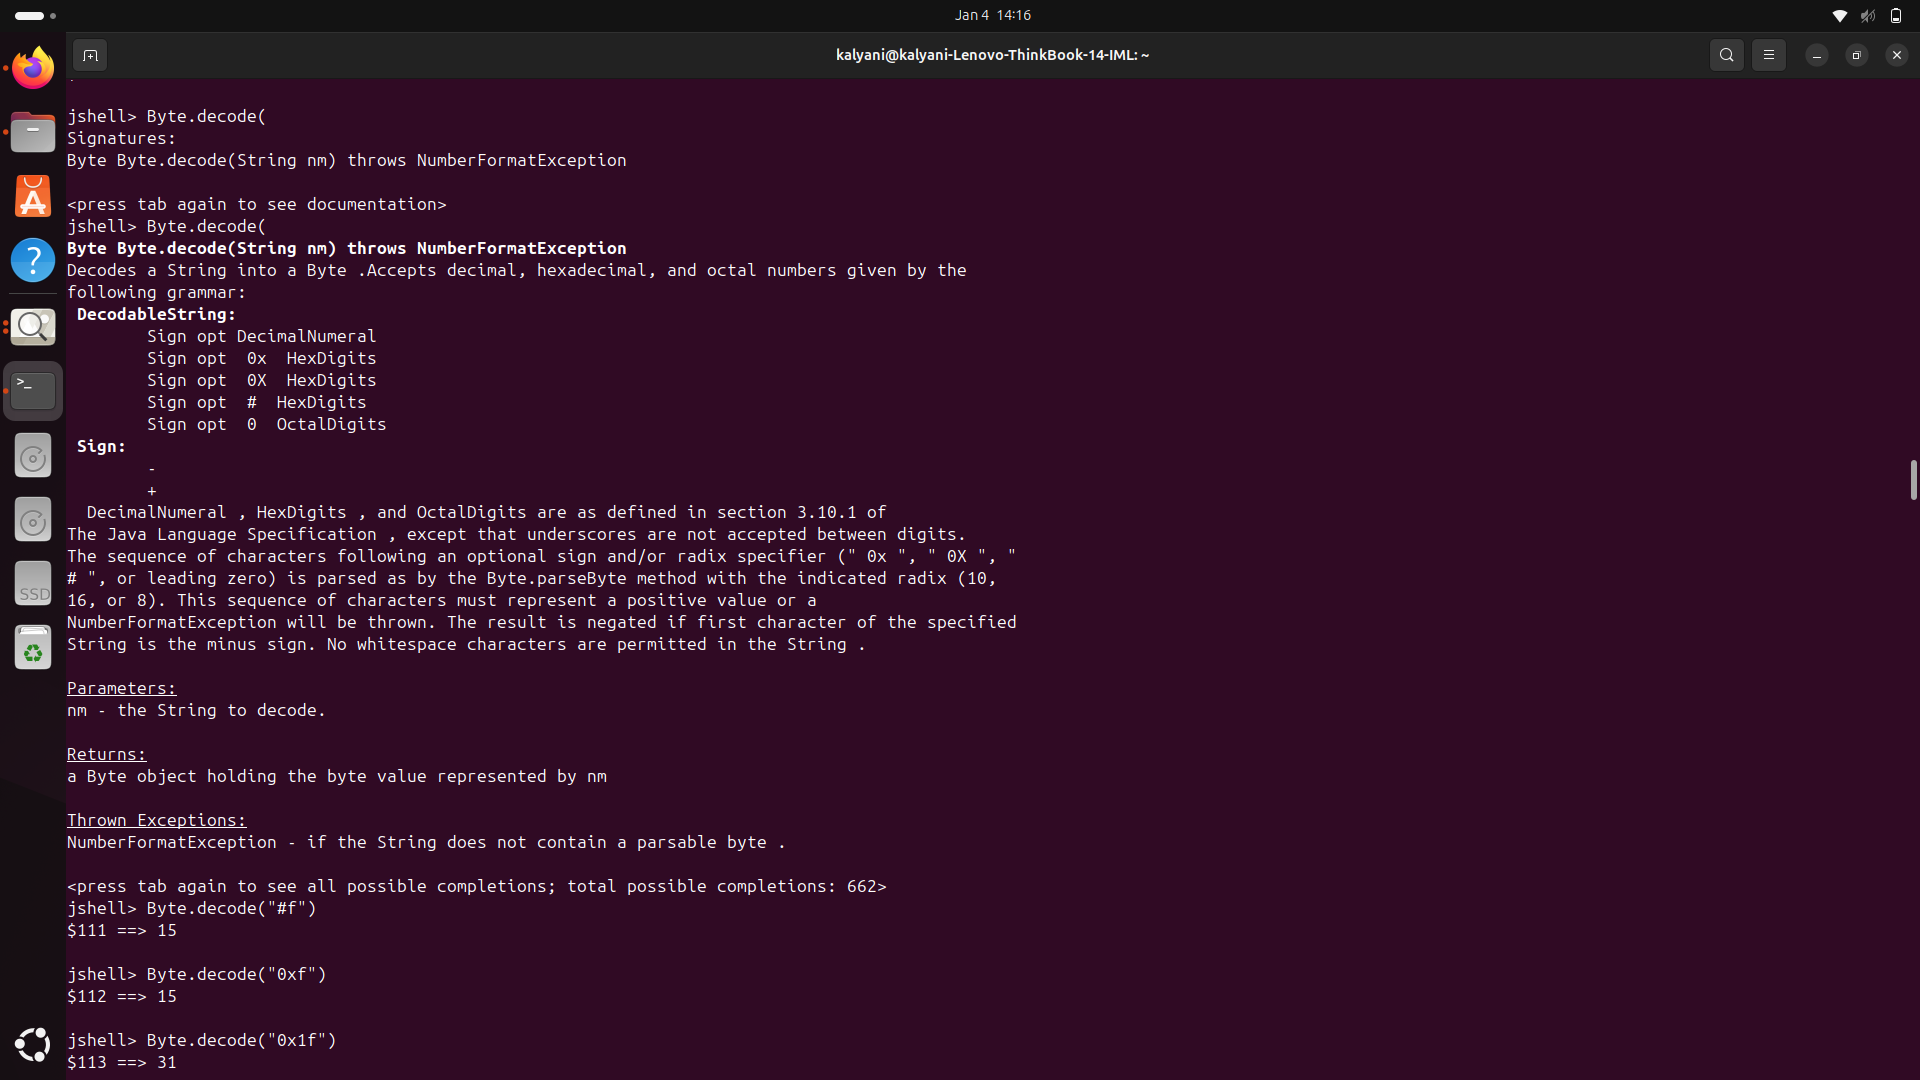 Jan 4 14:16
kalyani@kalyani-Lenovo-ThinkBook-14-IML: ~
jshell> Byte.decode(
Signatures:
Byte Byte.decode(String nm) throws NumberFormatException
<press tab again to see documentation>
jshell> Byte.decode(
Byte Byte.decode(String nm) throws NumberFormatException
Decodes a String into a Byte .Accepts decimal, hexadecimal, and octal numbers given by the
following grammar:
DecodableString:
Sign opt DecimalNumeral
Sign opt  0x  HexDigits
Sign opt  0X  HexDigits
Sign opt  #  HexDigits
Sign opt  0  OctalDigits
Sign:
-
+
DecimalNumeral , HexDigits , and OctalDigits are as defined in section 3.10.1 of
The Java Language Specification , except that underscores are not accepted between digits.
The sequence of characters following an optional sign and/or radix specifier (" 0x ", " 0X ", "
# ", or leading zero) is parsed as by the Byte.parseByte method with the indicated radix (10,
16, or 8). This sequence of characters must represent a positive value or a
NumberFormatException will be thrown. The result is negated if first character of the specified
String is the minus sign. No whitespace characters are permitted in the String .
Parameters:
nm - the String to decode.
Returns:
a Byte object holding the byte value represented by nm
Thrown Exceptions:
NumberFormatException - if the String does not contain a parsable byte .
<press tab again to see all possible completions; total possible completions: 662>
jshell> Byte.decode("#f")
$111 ==> 15
jshell> Byte.decode("0xf")
$112 ==> 15
jshell> Byte.decode("0x1f")
$113 ==> 31
SSD